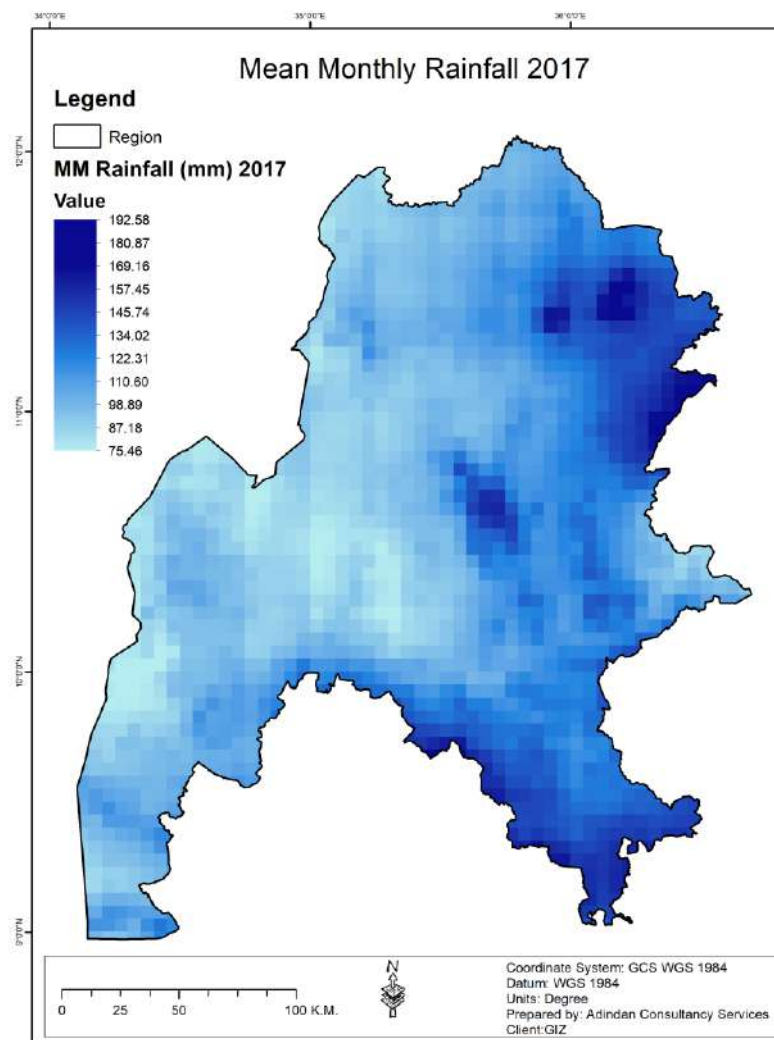 34°0'0"E 35°0'0"E 36°0'0"E
Mean Monthly Rainfall 2017
Legend
Region
MM Rainfall (mm) 2017
Value
192.58
180.87
169.16
157.45
145.74
134.02
122.31
110.60
98.89
87.18
75.46
12°0'0"N
11°0'0"N
10°0'0"N
9°0'0"N
0 25 50 100 K.M.
N
Coordinate System: GCS WGS 1984
Datum: WGS 1984
Units: Degree
Prepared by: Adindan Consultancy Services
Client:GIZ